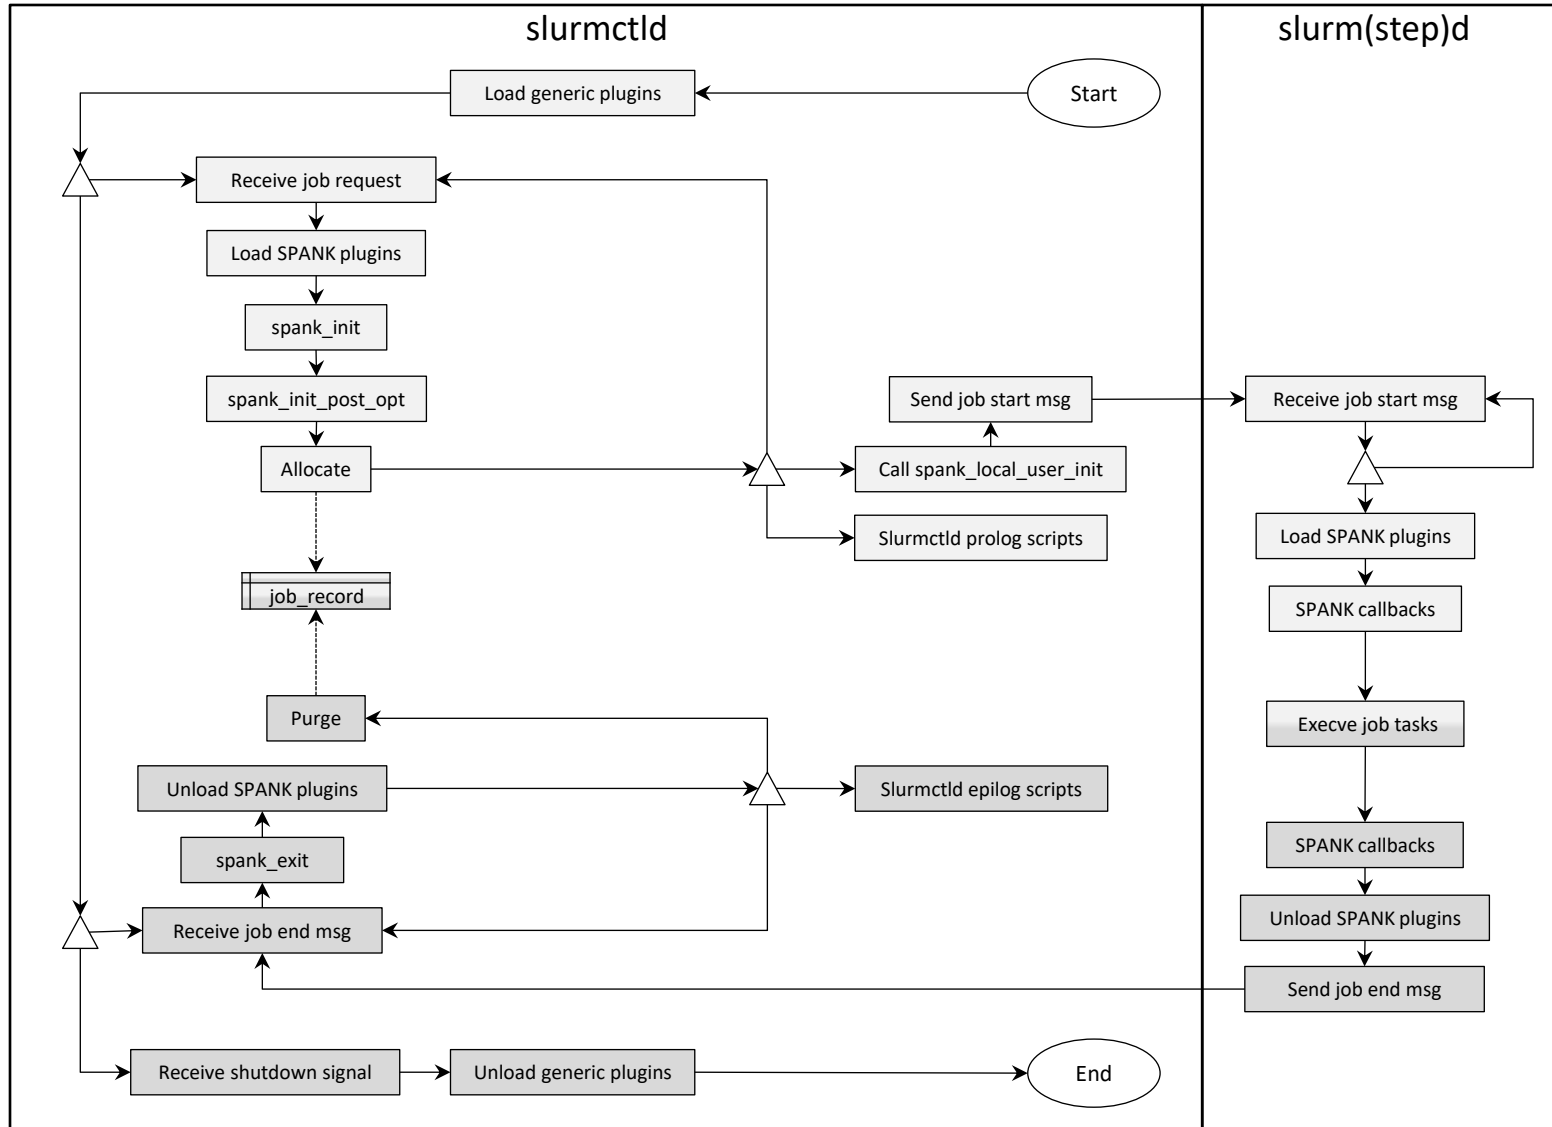 slurmctld
slurm(step)d
Load generic plugins
Start
Receive job request
Load SPANK plugins
spank_init
spank_init_post_opt
Send job start msg
Receive job start msg
Allocate
Call spank_local_user_init
Slurmctld prolog scripts
Load SPANK plugins
job_record
SPANK callbacks
Purge
Execve job tasks
Unload SPANK plugins
Slurmctld epilog scripts
spank_exit
SPANK callbacks
Receive job end msg
Unload SPANK plugins
Send job end msg
Receive shutdown signal
Unload generic plugins
End